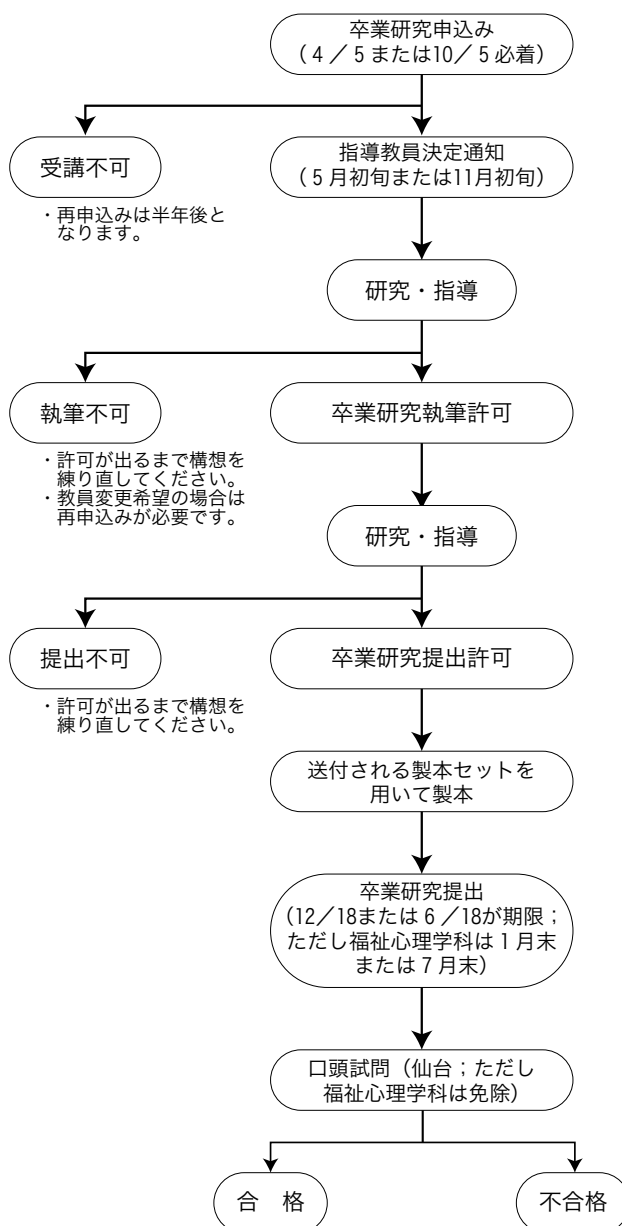 卒業研究申込み
（4／5または10／5必着）
受講不可
指導教員決定通知
（5月初旬または11月初旬）
・再申込みは半年後と
なります。
研究・指導
執筆不可
卒業研究執筆許可
・許可が出るまで構想を
練り直してください。
・教員変更希望の場合は
再申込みが必要です。
研究・指導
提出不可
卒業研究提出許可
・許可が出るまで構想を
練り直してください。
送付される製本セットを
用いて製本
卒業研究提出
（12／18または6／18が期限；
ただし福祉心理学科は1月末
または7月末）
口頭試問（仙台；ただし
福祉心理学科は免除）
合　格
不合格